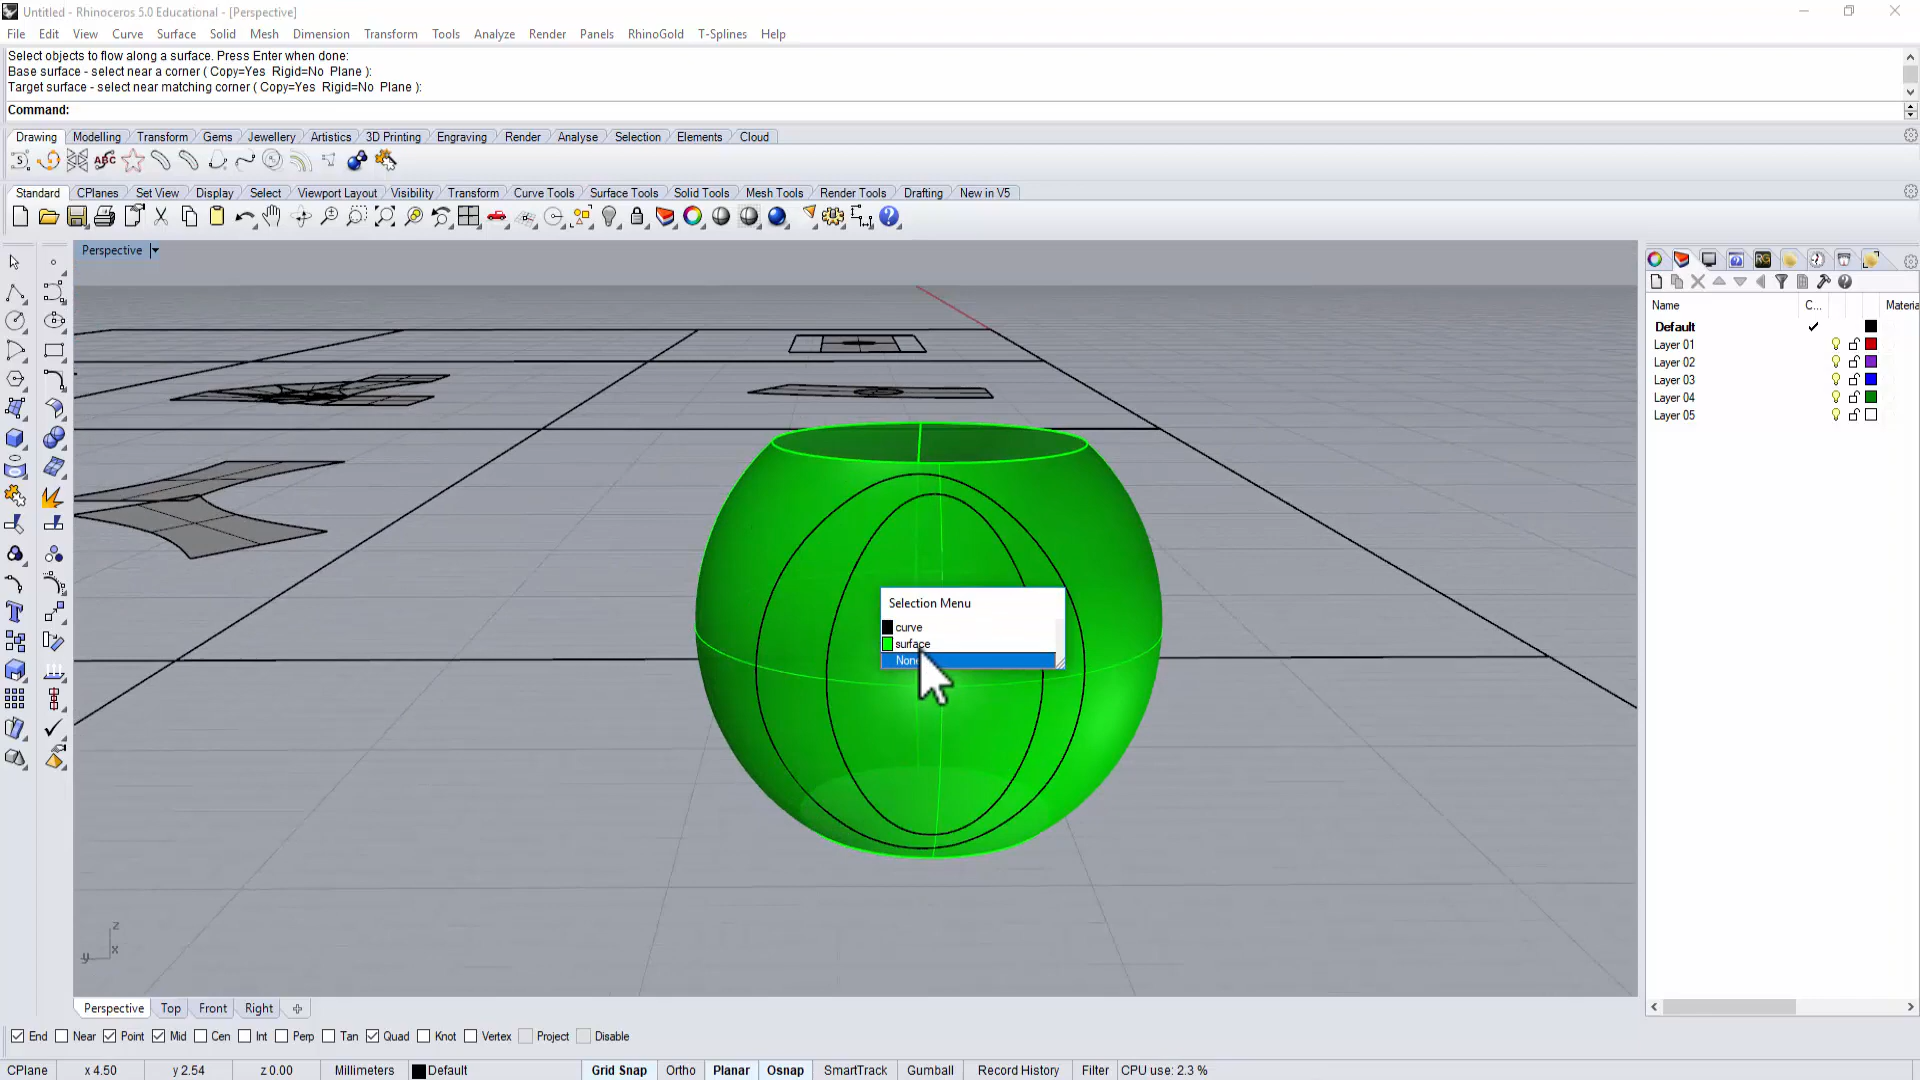 Untitled - Rhinoceros 5.0 Educational - [Perspective]
File Edit View Curve Surface Solid Mesh Dimension Transform Tools Analyze Render Panels RhinoGold T-Splines Help
Select objects to flow along a surface. Press Enter when done:
Base surface - select near a corner ( Copy=Yes Rigid=No Plane ):
Target surface - select near matching corner ( Copy=Yes Rigid=No Plane ):
Command:
Drawing Modelling Transform Gems Jewellery Artistics 3D Printing Engraving Render Analyse Selection Elements Cloud
ABC
Standard CPlanes Set View Display Select Viewport Layout Visibility Transform Curve Tools Surface Tools Solid Tools Mesh Tools Render Tools Drafting New in V5
Perspective
Name C... Materia
Default
Layer 01
Layer 02
Layer 03
Layer 04
Layer 05
Selection Menu
curve
surface
None
z
y x
Perspective Top Front Right
End Near Point Mid Cen Int Perp Tan Quad Knot Vertex Project Disable
CPlane x 4.50 y 2.54 z 0.00 Millimeters Default Grid Snap Ortho Planar Osnap SmartTrack Gumball Record History Filter CPU use: 2.3 %